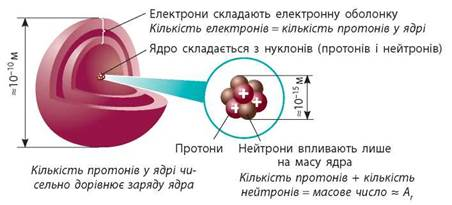 Електрони складають електронну оболонку
Кількість електронів = кількість протонів у ядрі
Ядро складається з нуклонів (протонів і нейтронів)
≈10⁻¹⁰ м
≈10⁻¹⁵ м
Протони
Нейтрони впливають лише
на масу ядра
Кількість протонів у ядрі чи-
сельно дорівнює заряду ядра
Кількість протонів + кількість
нейтронів = масове число ≈ Aᵣ